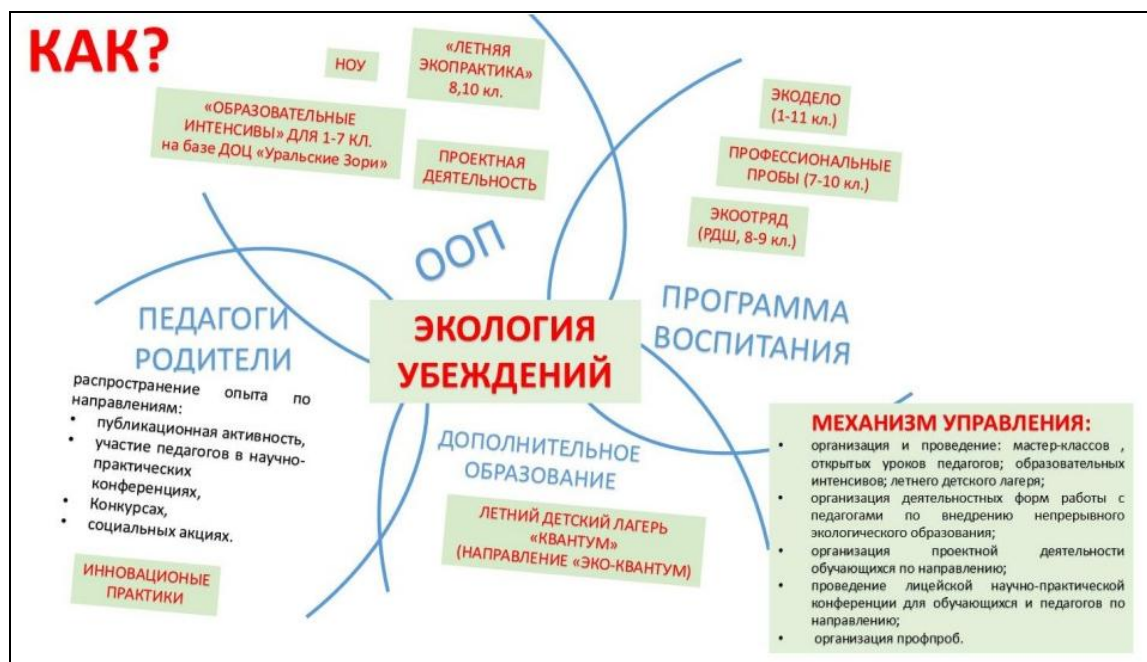 КАК?
НОУ
«ЛЕТНЯЯ
ЭКОПРАКТИКА»
8,10 кл.
«ОБРАЗОВАТЕЛЬНЫЕ
ИНТЕНСИВЫ» ДЛЯ 1-7 КЛ.
на базе ДОЦ «Уральские Зори»
ПРОЕКТНАЯ
ДЕЯТЕЛЬНОСТЬ
ООП
ЭКОДЕЛО
(1-11 кл.)
ПРОФЕССИОНАЛЬНЫЕ
ПРОБЫ (7-10 кл.)
ЭКООТРЯД
(РДШ, 8-9 кл.)
ПРОГРАММА
ВОСПИТАНИЯ
ЭКОЛОГИЯ
УБЕЖДЕНИЙ
ПЕДАГОГИ
РОДИТЕЛИ
распространение опыта по
направлениям:
• публикационная активность,
• участие педагогов в научно-
практических
конференциях,
• Конкурсах,
• социальных акциях.
ИННОВАЦИОНЫЕ
ПРАКТИКИ
ДОПОЛНИТЕЛЬНОЕ
ОБРАЗОВАНИЕ
ЛЕТНИЙ ДЕТСКИЙ ЛАГЕРЬ
«КВАНТУМ»
(НАПРАВЛЕНИЕ «ЭКО-КВАНТУМ)
МЕХАНИЗМ УПРАВЛЕНИЯ:
• организация и проведение: мастер-классов ,
открытых уроков педагогов; образовательных
интенсивов; летнего детского лагеря;
• организация деятельностных форм работы с
педагогами по внедрению непрерывного
экологического образования;
• организация проектной деятельности
обучающихся по направлению;
• проведение лицейской научно-практической
конференции для обучающихся и педагогов по
направлению;
• организация профпроб.